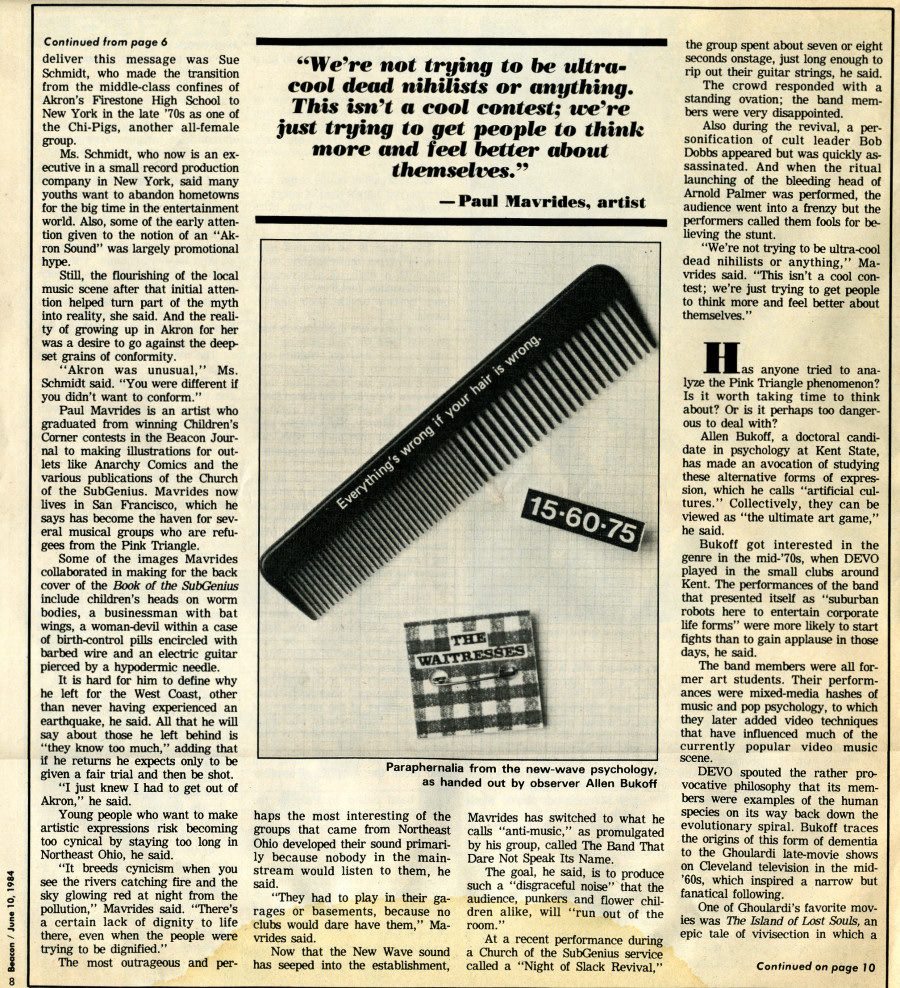 Continued from page 6
deliver this message was Sue
Schmidt, who made the transition
from the middle-class confines of
Akron's Firestone High School to
New York in the late '70s as one of
the Chi-Pigs, another all-female
group.
Ms. Schmidt, who now is an ex-
ecutive in a small record production
company in New York, said many
youths want to abandon hometowns
for the big time in the entertainment
world. Also, some of the early atten-
tion given to the notion of an “Ak-
ron Sound” was largely promotional
hype.
Still, the flourishing of the local
music scene after that initial atten-
tion helped turn part of the myth
into reality, she said. And the reali-
ty of growing up in Akron for her
was a desire to go against the deep-
set grains of conformity.
“Akron was unusual,” Ms.
Schmidt said. “You were different if
you didn't want to conform.”
Paul Mavrides is an artist who
graduated from winning Children's
Corner contests in the Beacon Jour-
nal to making illustrations for out-
lets like Anarchy Comics and the
various publications of the Church
of the SubGenius. Mavrides now
lives in San Francisco, which he
says has become the haven for sev-
eral musical groups who are refu-
gees from the Pink Triangle.
Some of the images Mavrides
collaborated in making for the back
cover of the Book of the SubGenius
include children's heads on worm
bodies, a businessman with bat
wings, a woman-devil within a case
of birth-control pills encircled with
barbed wire and an electric guitar
pierced by a hypodermic needle.
It is hard for him to define why
he left for the West Coast, other
than never having experienced an
earthquake, he said. All that he will
say about those he left behind is
“they know too much,” adding that
if he returns he expects only to be
given a fair trial and then be shot.
“I just knew I had to get out of
Akron,” he said.
Young people who want to make
artistic expressions risk becoming
too cynical by staying too long in
Northeast Ohio, he said.
“It breeds cynicism when you
see the rivers catching fire and the
sky glowing red at night from the
pollution,” Mavrides said. “There's
a certain lack of dignity to life
there, even when the people were
trying to be dignified.”
The most outrageous and per-
“We're not trying to be ultra-
cool dead nihilists or anything.
This isn't a cool contest; we're
just trying to get people to think
more and feel better about
themselves.”
— Paul Mavrides, artist
Everything's wrong if your hair is wrong.
15·60·75
THE
WAITRESSES
Paraphernalia from the new-wave psychology,
as handed out by observer Allen Bukoff
haps the most interesting of the
groups that came from Northeast
Ohio developed their sound primari-
ly because nobody in the main-
stream would listen to them, he
said.
“They had to play in their ga-
rages or basements, because no
clubs would dare have them,” Ma-
vrides said.
Now that the New Wave sound
has seeped into the establishment,
Mavrides has switched to what he
calls “anti-music,” as promulgated
by his group, called The Band That
Dare Not Speak Its Name.
The goal, he said, is to produce
such a “disgraceful noise” that the
audience, punkers and flower chil-
dren alike, will “run out of the
room.”
At a recent performance during
a Church of the SubGenius service
called a “Night of Slack Revival,”
the group spent about seven or eight
seconds onstage, just long enough to
rip out their guitar strings, he said.
The crowd responded with a
standing ovation; the band mem-
bers were very disappointed.
Also during the revival, a per-
sonification of cult leader Bob
Dobbs appeared but was quickly as-
sassinated. And when the ritual
launching of the bleeding head of
Arnold Palmer was performed, the
audience went into a frenzy but the
performers called them fools for be-
lieving the stunt.
“We're not trying to be ultra-cool
dead nihilists or anything,” Ma-
vrides said. “This isn't a cool con-
test; we're just trying to get people
to think more and feel better about
themselves.”
Has anyone tried to ana-
lyze the Pink Triangle phenomenon?
Is it worth taking time to think
about? Or is it perhaps too danger-
ous to deal with?
Allen Bukoff, a doctoral candi-
date in psychology at Kent State,
has made an avocation of studying
these alternative forms of expres-
sion, which he calls “artificial cul-
tures.” Collectively, they can be
viewed as “the ultimate art game,”
he said.
Bukoff got interested in the
genre in the mid-'70s, when DEVO
played in the small clubs around
Kent. The performances of the band
that presented itself as “suburban
robots here to entertain corporate
life forms” were more likely to start
fights than to gain applause in those
days, he said.
The band members were all for-
mer art students. Their perform-
ances were mixed-media hashes of
music and pop psychology, to which
they later added video techniques
that have influenced much of the
currently popular video music
scene.
DEVO spouted the rather pro-
vocative philosophy that its mem-
bers were examples of the human
species on its way back down the
evolutionary spiral. Bukoff traces
the origins of this form of dementia
to the Ghoulardi late-movie shows
on Cleveland television in the mid-
'60s, which inspired a narrow but
fanatical following.
One of Ghoulardi's favorite mov-
ies was The Island of Lost Souls, an
epic tale of vivisection in which a
Continued on page 10
8 Beacon / June 10, 1984